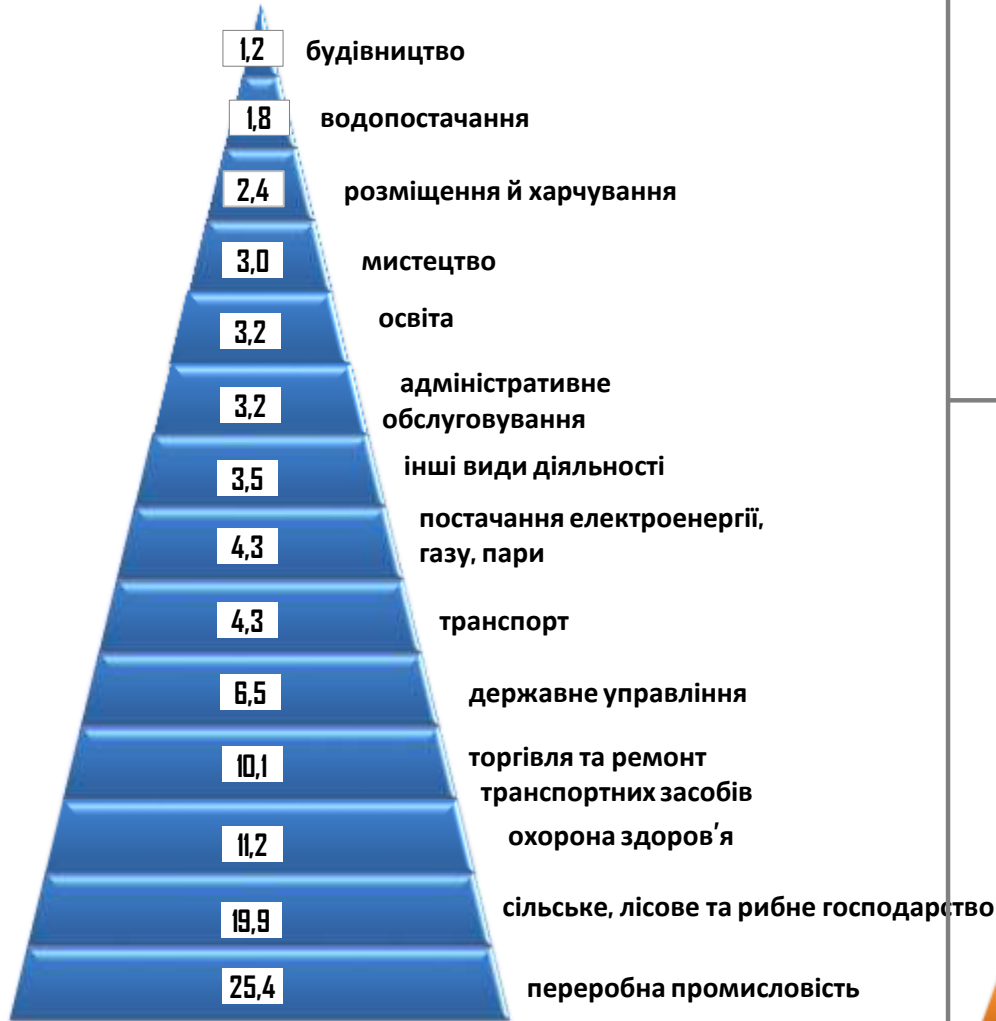 1,2 будівництво
1,8 водопостачання
2,4 розміщення й харчування
3,0 мистецтво
3,2 освіта
3,2 адміністративне
обслуговування
3,5 інші види діяльності
4,3 постачання електроенергії,
газу, пари
4,3 транспорт
6,5 державне управління
10,1 торгівля та ремонт
транспортних засобів
11,2 охорона здоров'я
19,9 сільське, лісове та рибне господарство
25,4 переробна промисловість